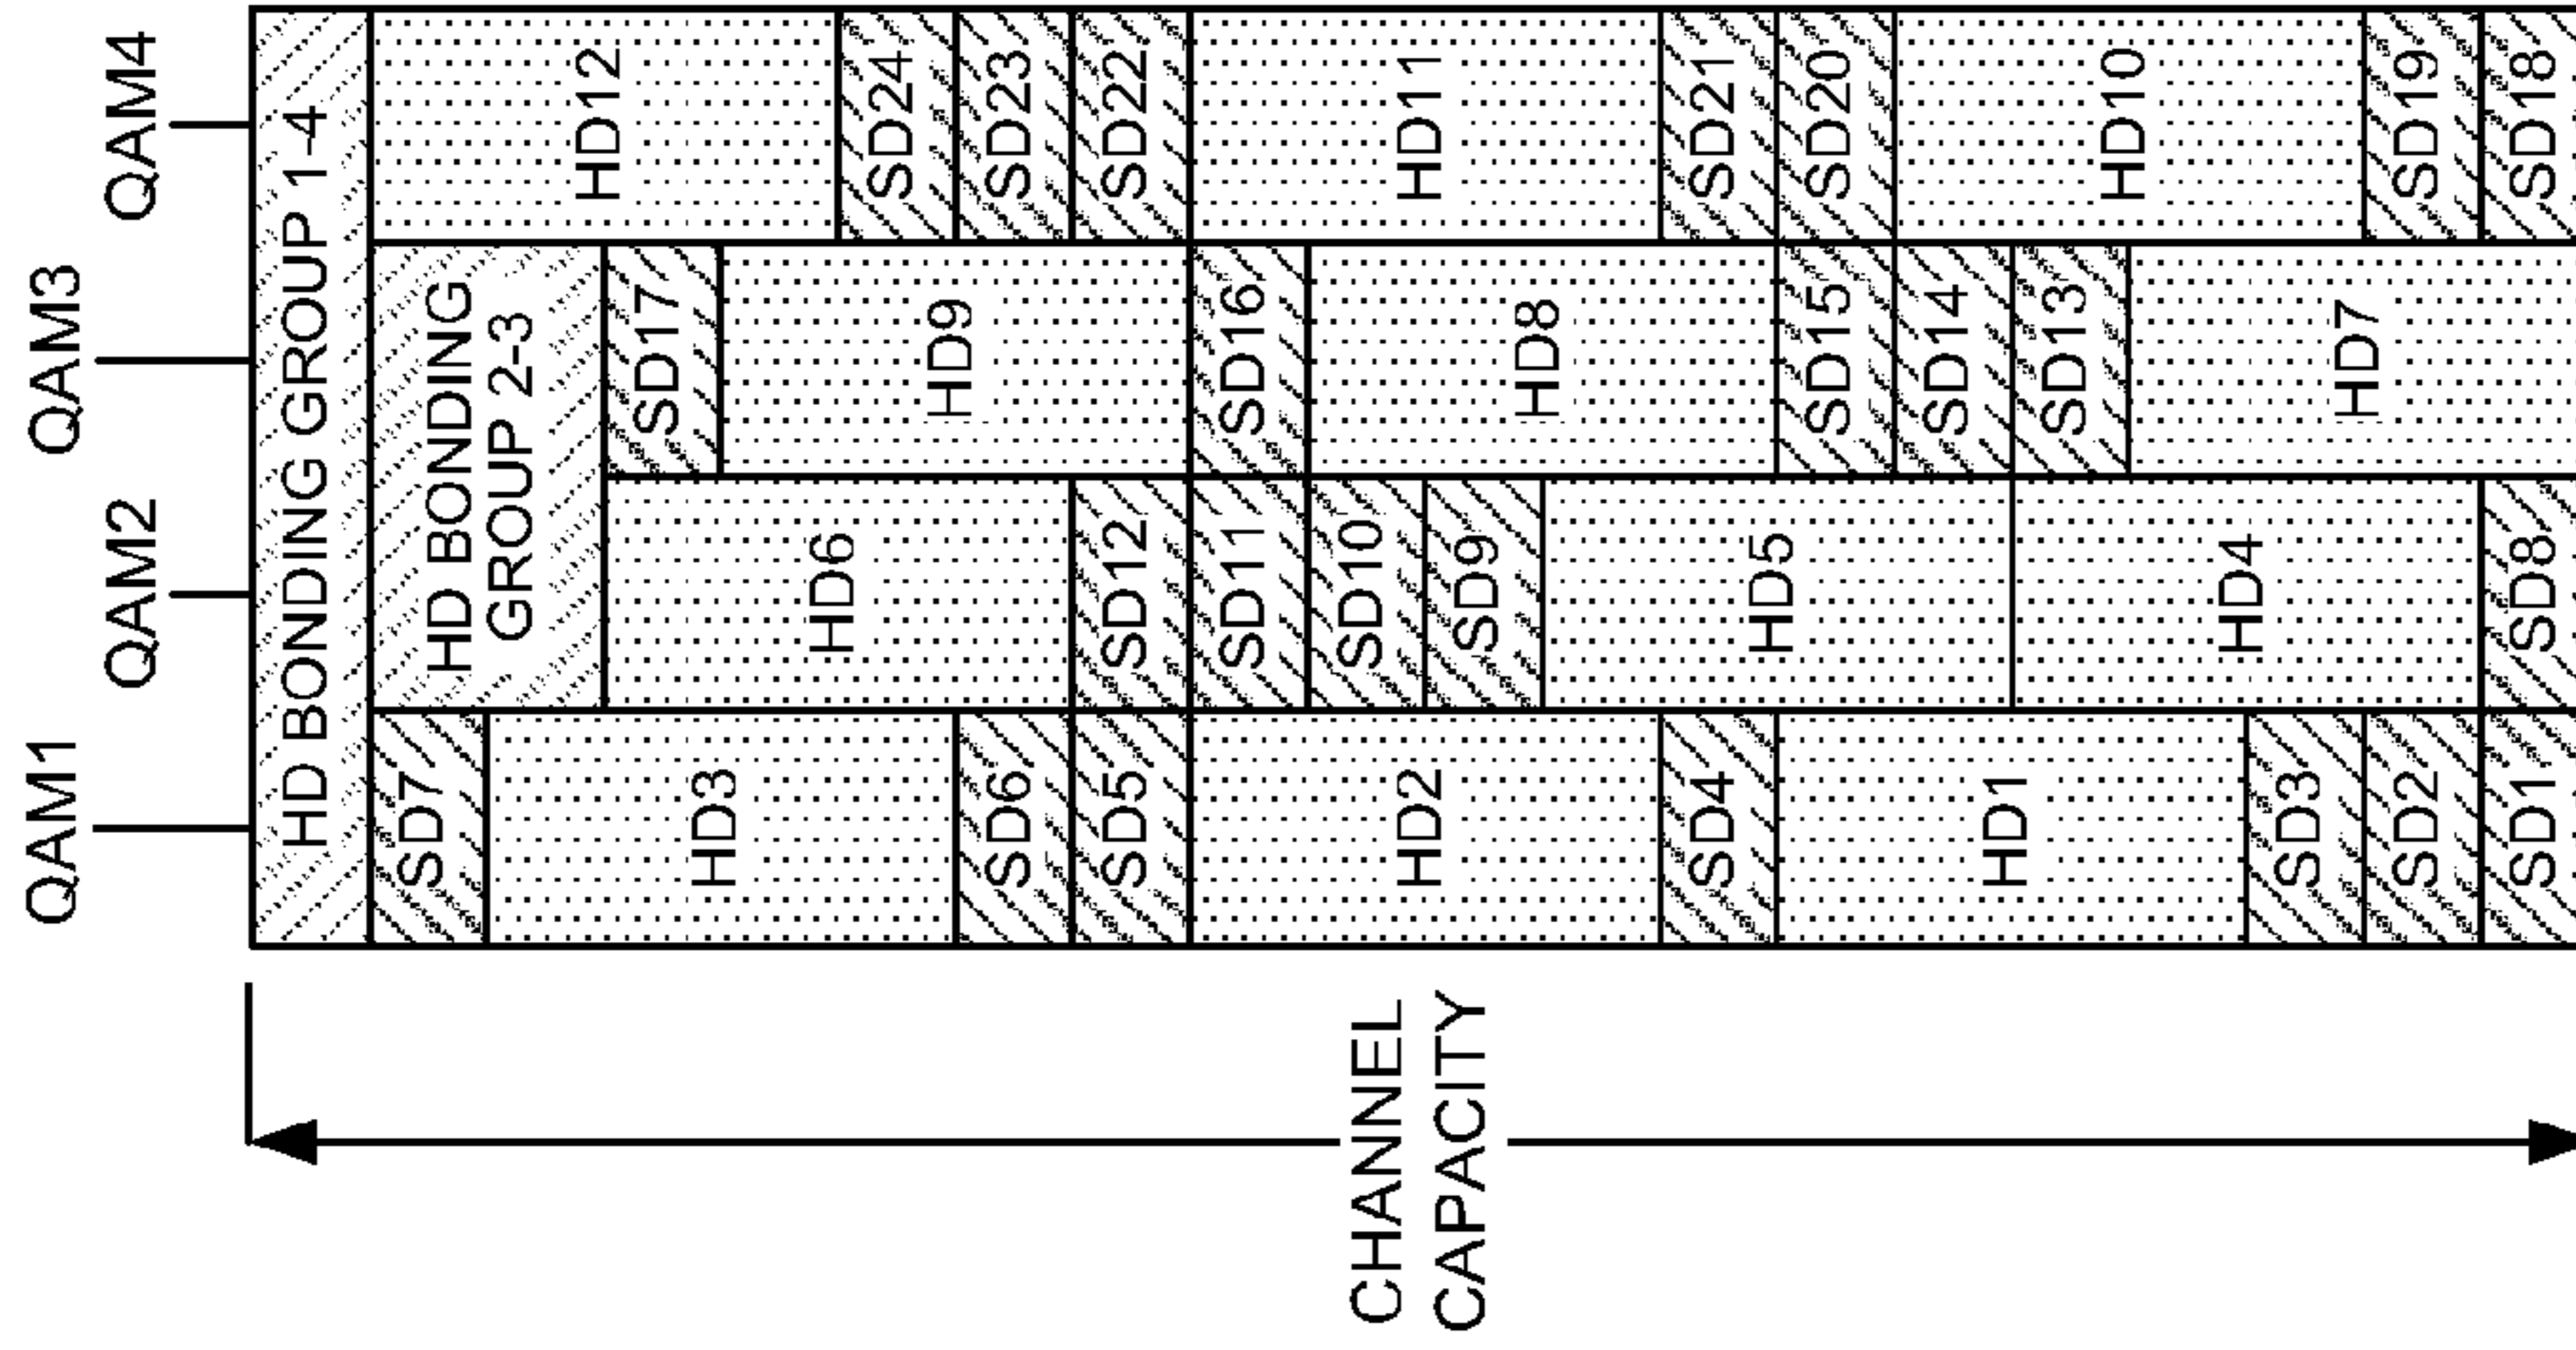 QAM1
QAM2
QAM3
QAM4
HD BONDING GROUP 1-4
SD7
HD3
SD6
SD5
HD2
SD4
HD1
SD3
SD2
SD1
HD BONDING
GROUP 2-3
HD6
SD12
SD11
SD10
SD9
HD5
HD4
SD8
SD17
HD9
SD16
HD8
SD15
SD14
SD13
HD7
HD12
SD24
SD23
SD22
HD11
SD21
SD20
HD10
SD19
SD18
CHANNEL
CAPACITY